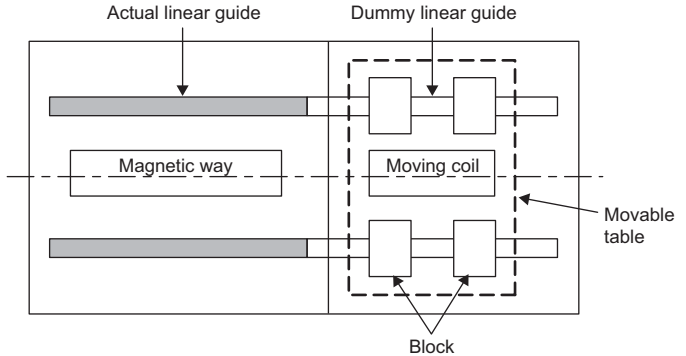 Actual linear guide
Dummy linear guide
Magnetic way
Moving coil
Movable
table
Block